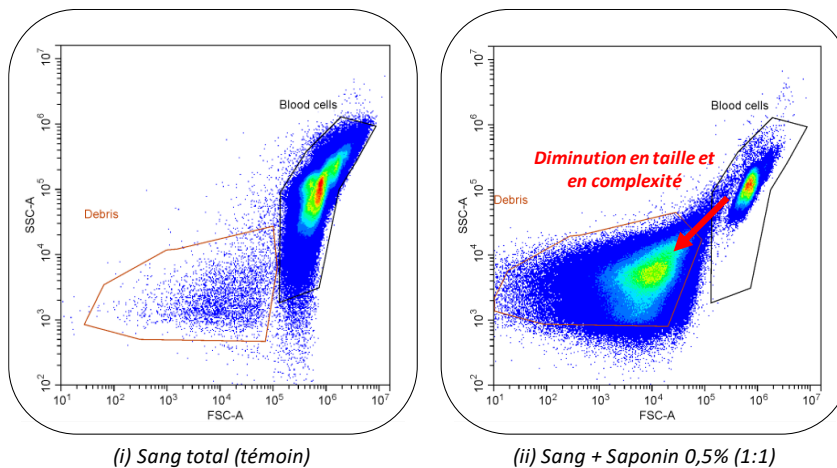 Blood cells
Debris
SSC-A
10^2 10^3 10^4 10^5 10^6 10^7
10^1 10^2 10^3 10^4 10^5 10^6 10^7
FSC-A
(i) Sang total (témoin)
Blood cells
Diminution en taille et
en complexité
Debris
SSC-A
10^2 10^3 10^4 10^5 10^6 10^7
10^1 10^2 10^3 10^4 10^5 10^6 10^7
FSC-A
(ii) Sang + Saponin 0,5% (1:1)